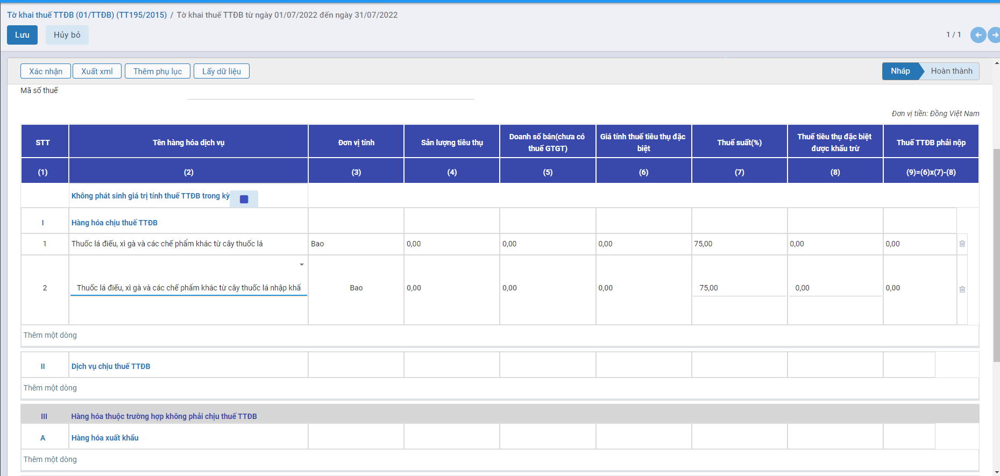 Tờ khai thuế TTĐB (01/TTĐB) (TT195/2015) / Tờ khai thuế TTĐB từ ngày 01/07/2022 đến ngày 31/07/2022
Lưu Hủy bỏ 1 / 1
Xác nhận Xuất xml Thêm phụ lục Lấy dữ liệu Nháp Hoàn thành
Mã số thuế
Đơn vị tiền: Đồng Việt Nam
STT Tên hàng hóa dịch vụ Đơn vị tính Sản lượng tiêu thụ Doanh số bán(chưa có thuế GTGT) Giá tính thuế tiêu thụ đặc biệt Thuế suất(%) Thuế tiêu thụ đặc biệt được khấu trừ Thuế TTĐB phải nộp
(1) (2) (3) (4) (5) (6) (7) (8) (9)=(6)x(7)-(8)
Không phát sinh giá trị tính thuế TTĐB trong kỳ
I Hàng hóa chịu thuế TTĐB
1 Thuốc lá điếu, xì gà và các chế phẩm khác từ cây thuốc lá Bao 0,00 0,00 0,00 75,00 0,00 0,00
2 Thuốc lá điếu, xì gà và các chế phẩm khác từ cây thuốc lá nhập khẩ Bao 0,00 0,00 0,00 75,00 0,00 0,00
Thêm một dòng
II Dịch vụ chịu thuế TTĐB
Thêm một dòng
III Hàng hóa thuộc trường hợp không phải chịu thuế TTĐB
A Hàng hóa xuất khẩu
Thêm một dòng